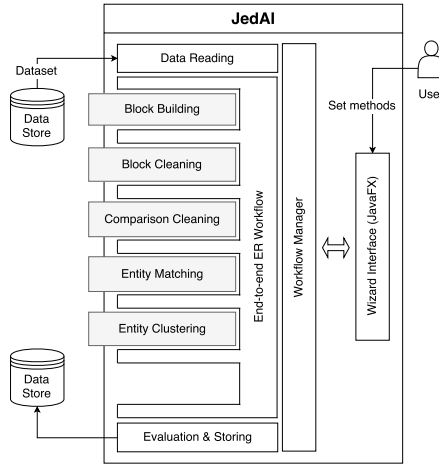 JedAI
Data Reading
Dataset
Data
Store
Use
Set methods
Block Building
Block Cleaning
Comparison Cleaning
Entity Matching
Entity Clustering
End-to-end ER Workflow
Workflow Manager
Wizard Interface (JavaFX)
Data
Store
Evaluation & Storing